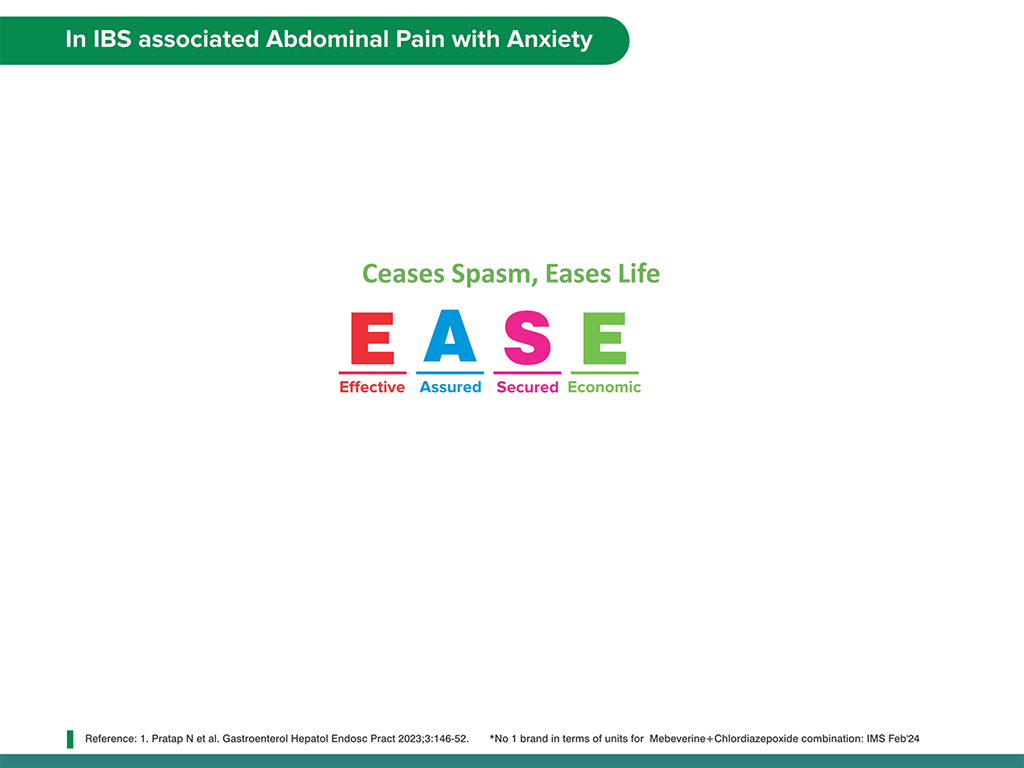 In IBS associated Abdominal Pain with Anxiety
Ceases Spasm, Eases Life
E A S E
Effective Assured Secured Economic
Reference: 1. Pratap N et al. Gastroenterol Hepatol Endosc Pract 2023;3:146-52. *No 1 brand in terms of units for Mebeverine+Chlordiazepoxide combination: IMS Feb'24